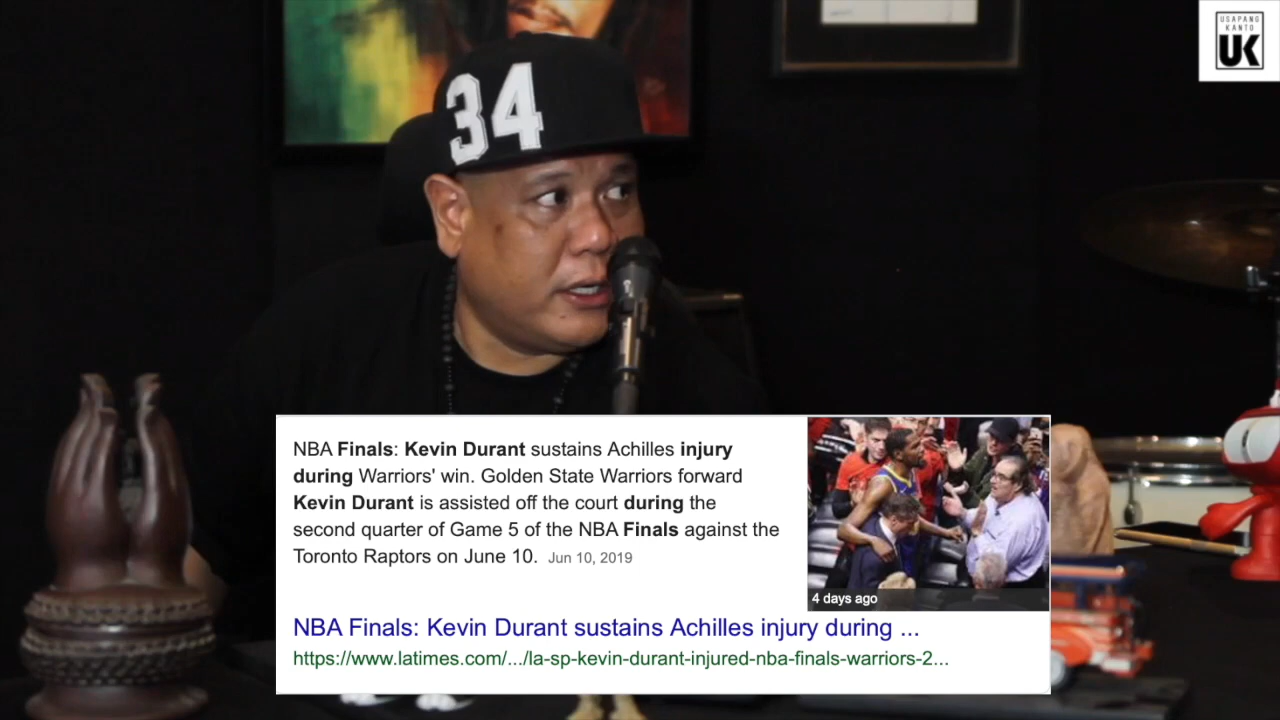 USAPANG
KANTO
UK
34
NBA Finals: Kevin Durant sustains Achilles injury
during Warriors' win. Golden State Warriors forward
Kevin Durant is assisted off the court during the
second quarter of Game 5 of the NBA Finals against the
Toronto Raptors on June 10. Jun 10, 2019
4 days ago
NBA Finals: Kevin Durant sustains Achilles injury during ...
https://www.latimes.com/.../la-sp-kevin-durant-injured-nba-finals-warriors-2...